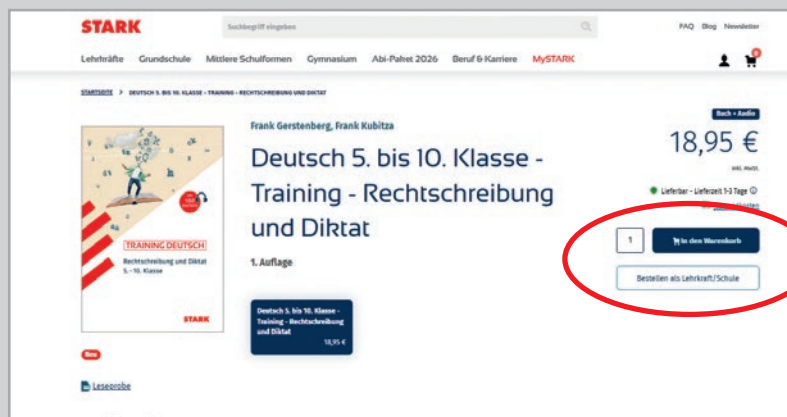 STARK
Suchbegriff eingeben
FAQ Blog Newsletter
Lehrkräfte Grundschule Mittlere Schulformen Gymnasium Abi-Paket 2026 Beruf & Karriere MySTARK
0
STARTSEITE > DEUTSCH 5. BIS 10. KLASSE - TRAINING - RECHTSCHREIBUNG UND DIKTAT
Buch + Audio
Frank Gerstenberg, Frank Kubitza
18,95 €
inkl. MwSt.
Deutsch 5. bis 10. Klasse -
Training - Rechtschreibung
und Diktat
Lieferbar - Lieferzeit 1-3 Tage
1
In den Warenkorb
Bestellen als Lehrkraft/Schule
1. Auflage
TRAINING DEUTSCH
Rechtschreibung und Diktat
5.–10. Klasse
STARK
Deutsch 5. bis 10. Klasse -
Training - Rechtschreibung
und Diktat
18,95 €
Neu
Leseprobe